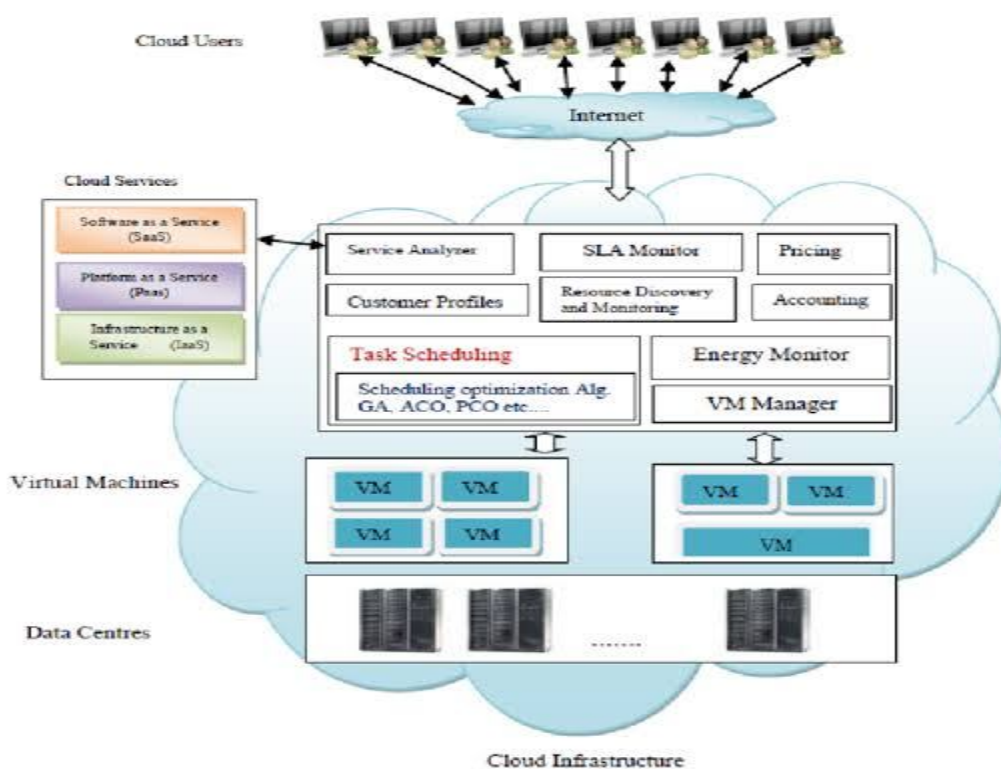 Cloud Users
Internet
Cloud Services
Software as a Service
(SaaS)
Platform as a Service
(Paas)
Infrastructure as a
Service (IaaS)
Service Analyzer
SLA Monitor
Pricing
Customer Profiles
Resource Discovery
and Monitoring
Accounting
Task Scheduling
Scheduling optimization Alg.
GA, ACO, PCO etc....
Energy Monitor
VM Manager
Virtual Machines
VM
VM
VM
VM
VM
VM
VM
Data Centres
.......
Cloud Infrastructure